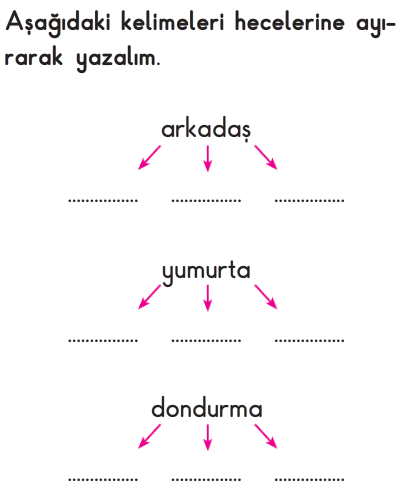 Aşağıdaki kelimeleri hecelerine ayı-
rarak yazalım.
arkadaş
................ ................ ................
yumurta
................ ................ ................
dondurma
................ ................ ................